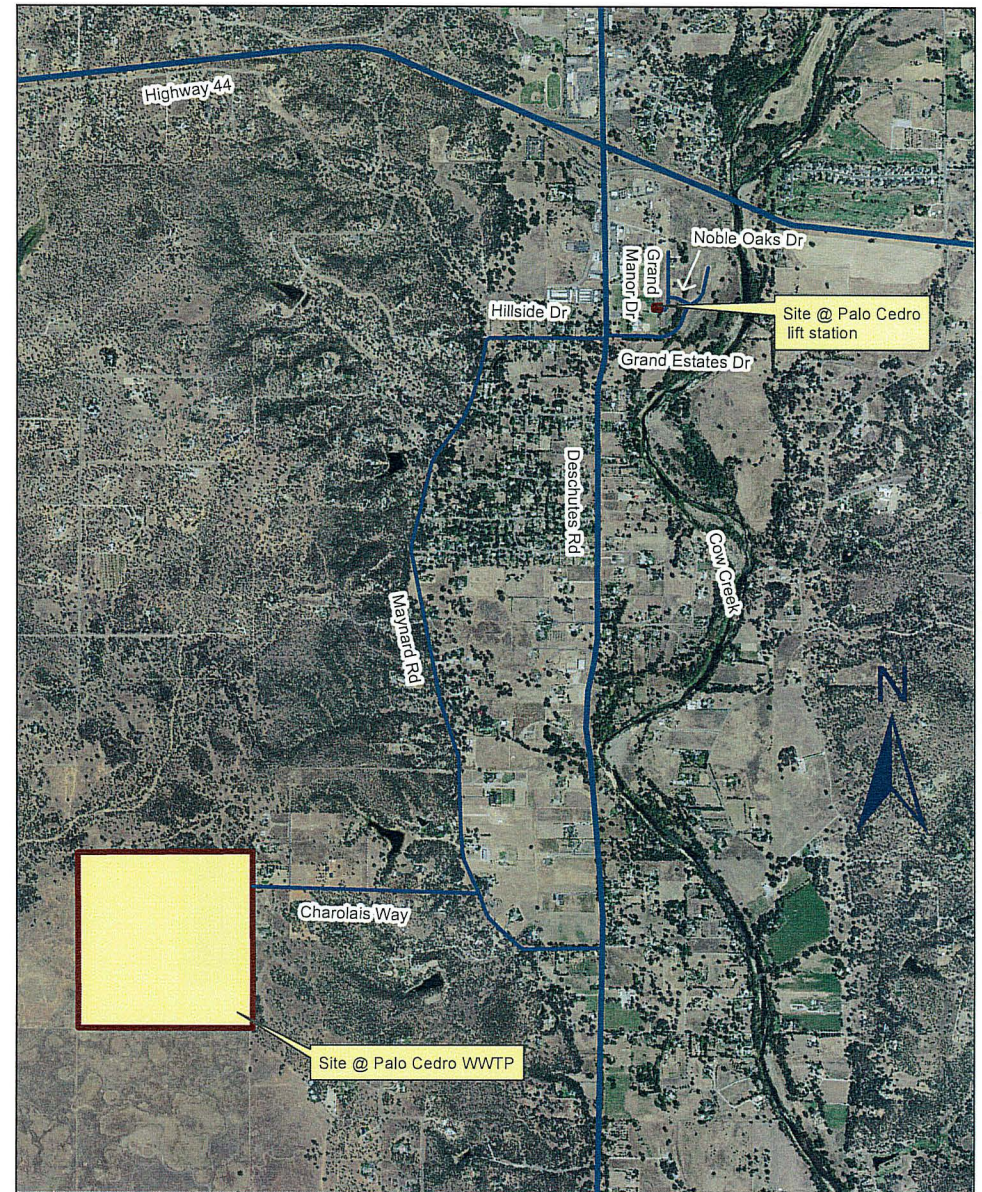 Highway 44
Noble Oaks Dr
Grand
Manor Dr
Site @ Palo Cedro
lift station
Hillside Dr
Grand Estates Dr
Deschutes Rd
Cow Creek
Maynard Rd
N
Charolais Way
Site @ Palo Cedro WWTP